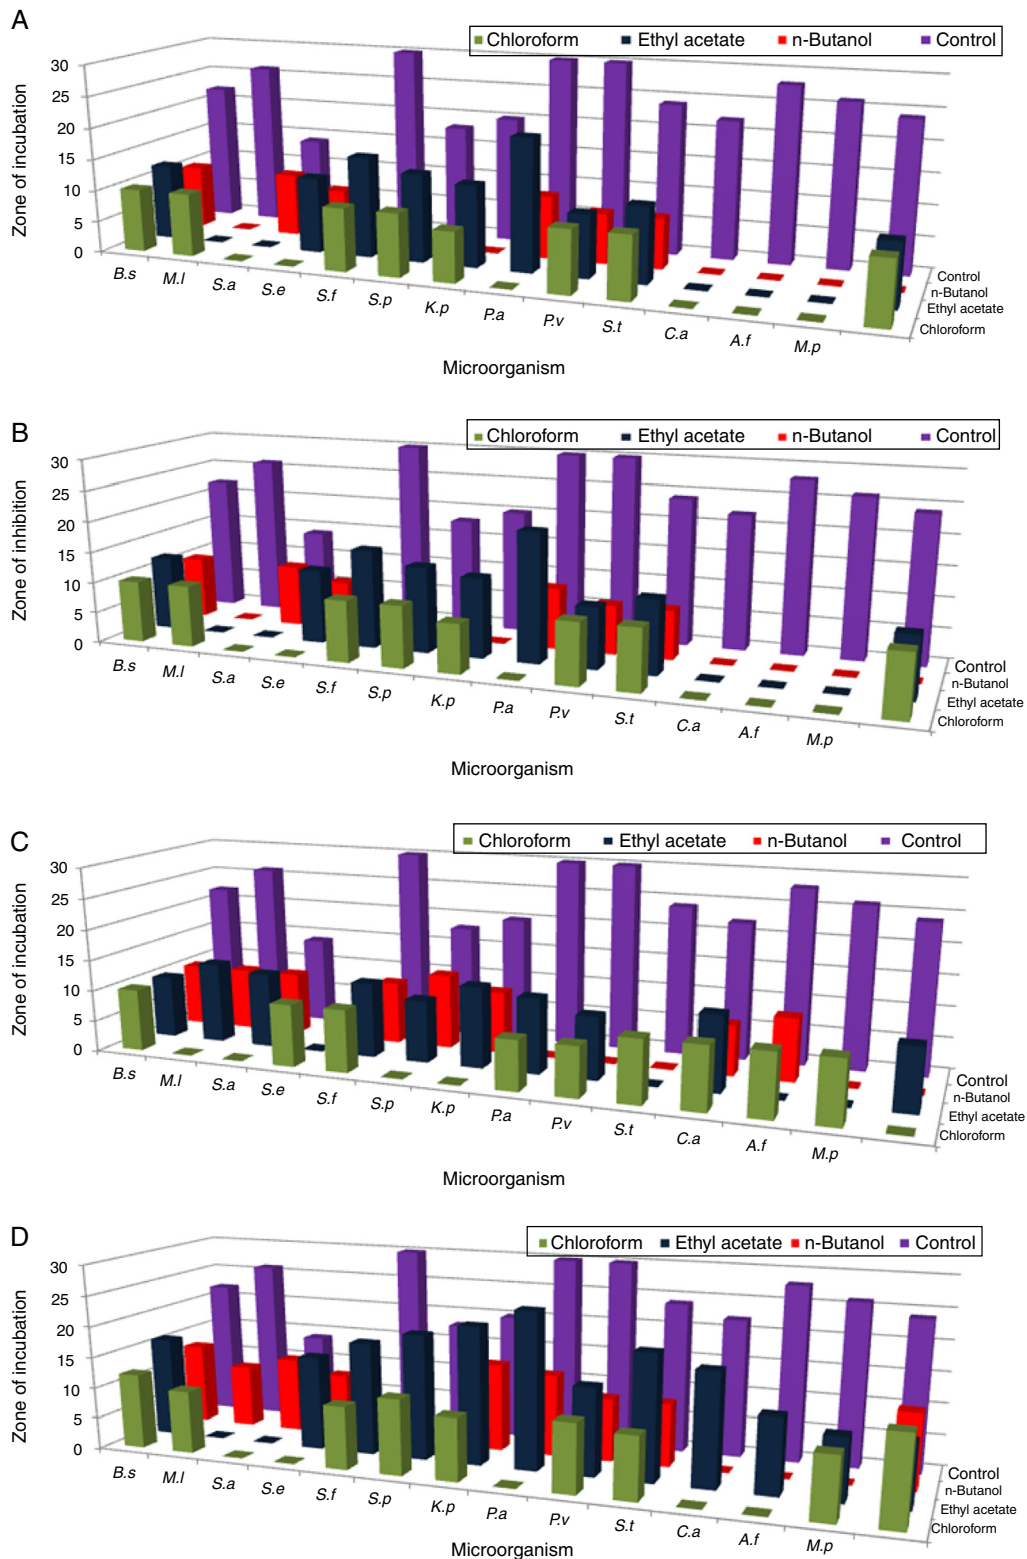 A
Chloroform Ethyl acetate n-Butanol Control
Zone of incubation
30
25
20
15
10
5
0
B.s M.l S.a S.e S.f S.p K.p P.a P.v S.t C.a A.f M.p
Control
n-Butanol
Ethyl acetate
Chloroform
Microorganism
B
Chloroform Ethyl acetate n-Butanol Control
Zone of inhibition
30
25
20
15
10
5
0
B.s M.l S.a S.e S.f S.p K.p P.a P.v S.t C.a A.f M.p
Control
n-Butanol
Ethyl acetate
Chloroform
Microorganism
C
Chloroform Ethyl acetate n-Butanol Control
Zone of incubation
30
25
20
15
10
5
0
B.s M.l S.a S.e S.f S.p K.p P.a P.v S.t C.a A.f M.p
Control
n-Butanol
Ethyl acetate
Chloroform
Microorganism
D
Chloroform Ethyl acetate n-Butanol Control
Zone of incubation
30
25
20
15
10
5
0
B.s M.l S.a S.e S.f S.p K.p P.a P.v S.t C.a A.f M.p
Control
n-Butanol
Ethyl acetate
Chloroform
Microorganism